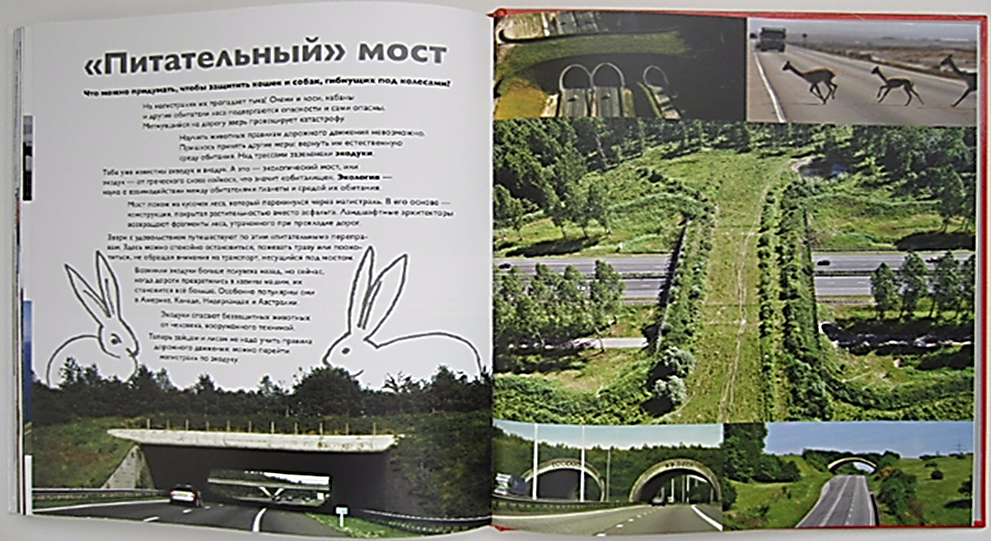 «Питательный» мост
Что можно придумать, чтобы защитить кошек и собак, гибнущих под колесами?
На магистралях их пропадает тьма! Олени и лоси, кабаны
и другие обитатели леса подвергаются опасности и сами опасны.
Метнувшийся на дорогу зверь провоцирует катастрофу.
Научить животных правилам дорожного движения невозможно.
Пришлось принять другие меры: вернуть им естественную
среду обитания. Над трассами зазеленели экодуки.
Тебе уже известны акведук и виадук. А это — экологический мост, или
экодук — от греческого слова ойкоса, что значит «обиталище». Экология —
наука о взаимодействии между обитателями планеты и средой их обитания.
Мост похож на кусочек леса, который перекинулся через магистраль. В его основе —
конструкция, покрытая растительностью вместо асфальта. Ландшафтные архитекторы
возвращают фрагменты леса, утраченного при прокладке дорог.
Звери с удовольствием путешествуют по этим «питательным» перепра-
вам. Здесь можно спокойно остановиться, пожевать траву или
не обращая внимания на транспорт, несущийся под мостом.
Возникли экодуки больше полувека назад, но сейчас,
когда дороги превратились в лавины машин, их
становится всё больше. Особенно популярны они
в Америке, Канаде, Нидерландах и Австралии.
Экодуки спасают беззащитных животных
от человека, вооруженного техникой.
Теперь зайцам и лисам не надо учить правила
дорожного движения: можно перейти
магистраль по экодуку.